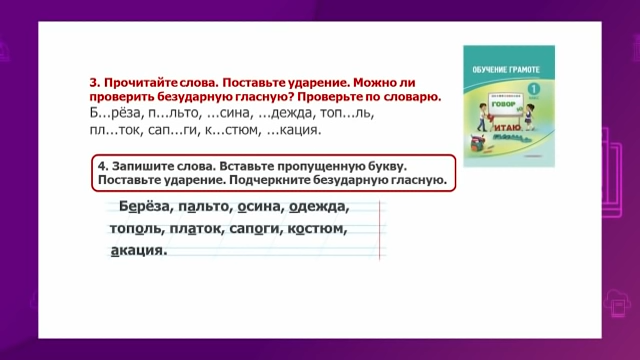 3. Прочитайте слова. Поставьте ударение. Можно ли
проверить безударную гласную? Проверьте по словарю.
Б...рёза, п...льто, ...сина, ...дежда, топ...ль,
пл...ток, сап...ги, к...стюм, ...кация.
4. Запишите слова. Вставьте пропущенную букву.
Поставьте ударение. Подчеркните безударную гласную.
Берёза, пальто, осина, одежда,
тополь, платок, сапоги, костюм,
акация.
ОБУЧЕНИЕ ГРАМОТЕ
1
ГОВОР
ЧИТАЮ